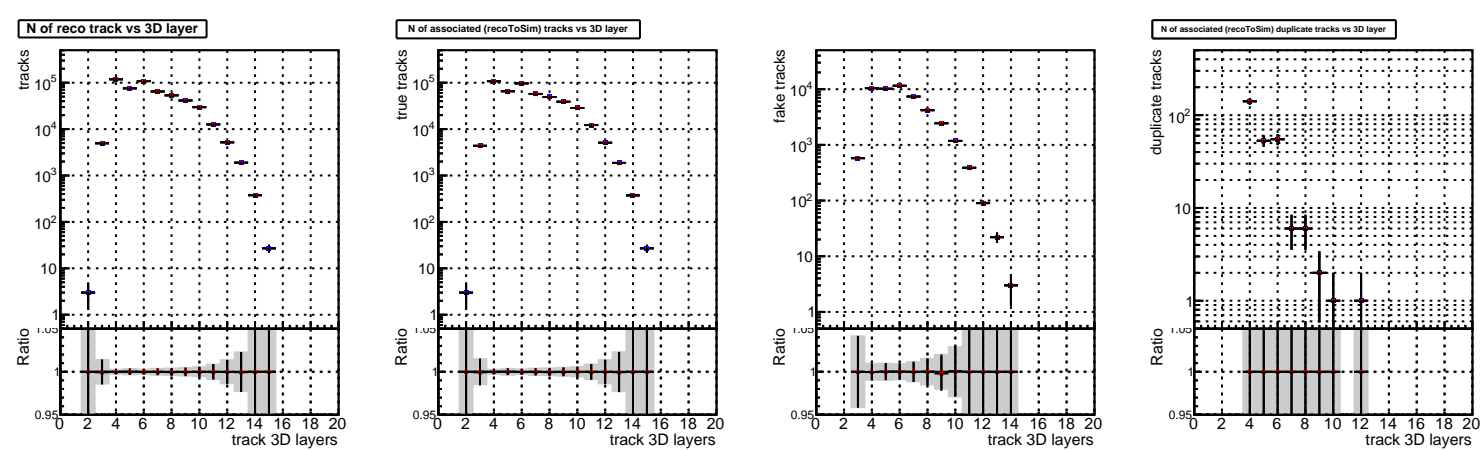 N of reco track vs 3D layer
tracks
10^5
10^4
10^3
10^2
10
1
Ratio
1.05
1
0.95
0 2 4 6 8 10 12 14 16 18 20
track 3D layers
N of associated (recoToSim) tracks vs 3D layer
true tracks
10^5
10^4
10^3
10^2
10
1
Ratio
1.05
1
0.95
0 2 4 6 8 10 12 14 16 18 20
track 3D layers
fake tracks
10^4
10^3
10^2
10
1
Ratio
1.05
1
0.95
0 2 4 6 8 10 12 14 16 18 20
track 3D layers
N of associated (recoToSim) duplicate tracks vs 3D layer
duplicate tracks
10^2
10
1
Ratio
1.05
1
0.95
0 2 4 6 8 10 12 14 16 18 20
track 3D layers